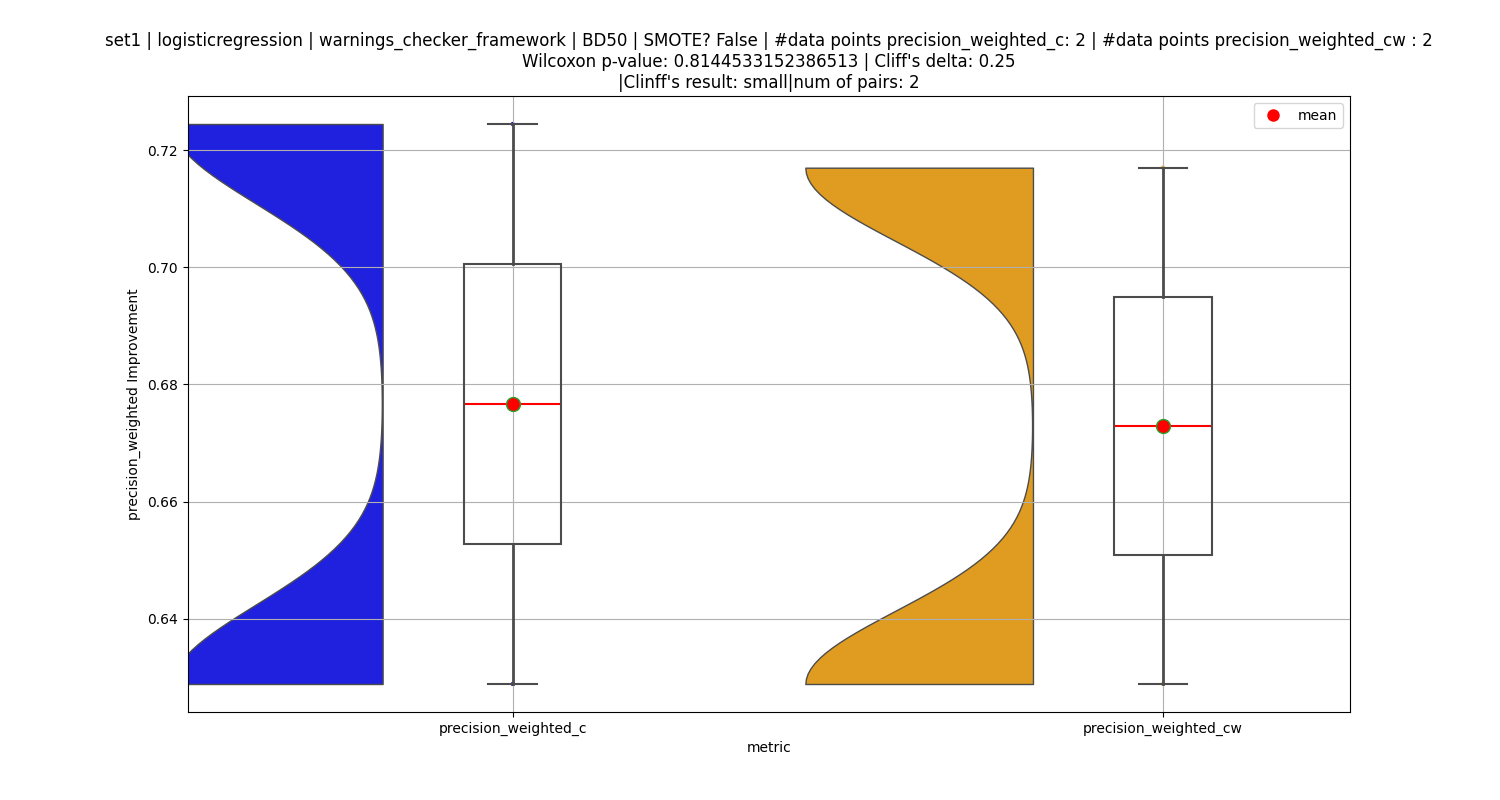 set1 | logisticregression | warnings_checker_framework | BD50 | SMOTE? False | #data points precision_weighted_c: 2 | #data points precision_weighted_cw : 2
Wilcoxon p-value: 0.8144533152386513 | Cliff's delta: 0.25
|Clinff's result: small|num of pairs: 2
mean
0.72
0.70
0.68
0.66
0.64
precision_weighted Improvement
precision_weighted_c
precision_weighted_cw
metric